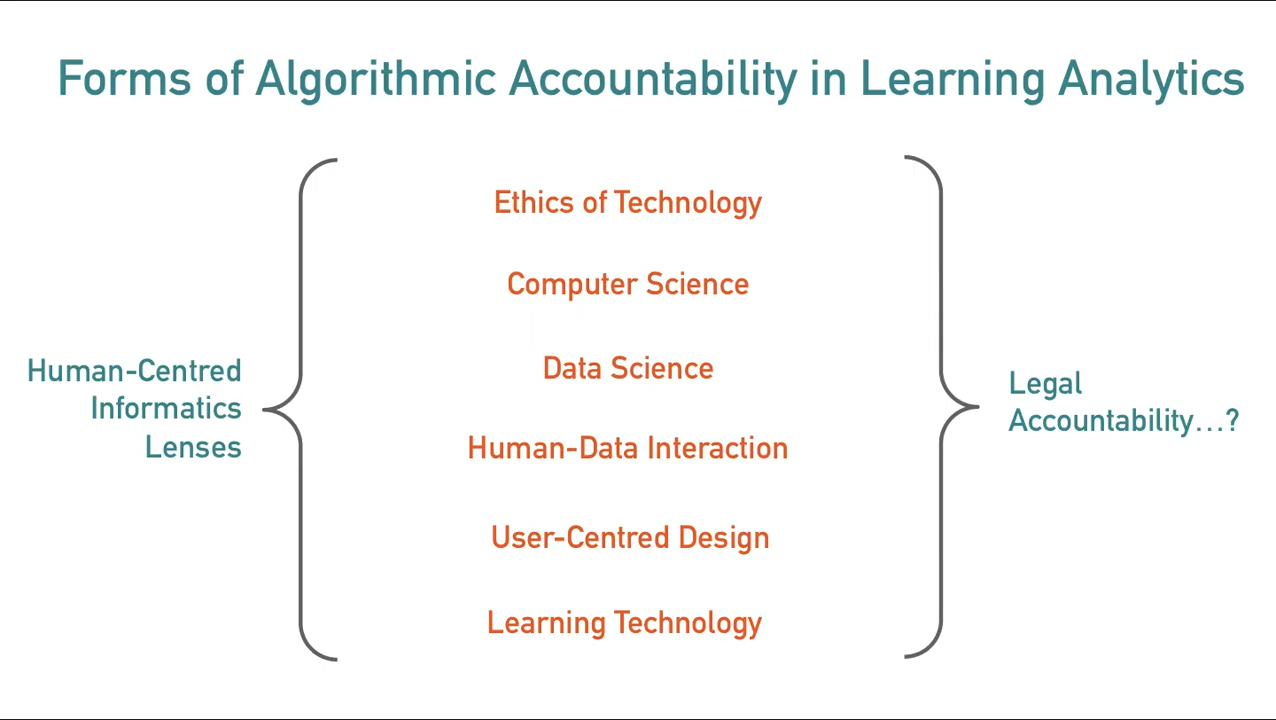 Forms of Algorithmic Accountability in Learning Analytics
Ethics of Technology
Computer Science
Data Science
Human-Data Interaction
User-Centred Design
Learning Technology
Human-Centred
Informatics
Lenses
Legal
Accountability...?